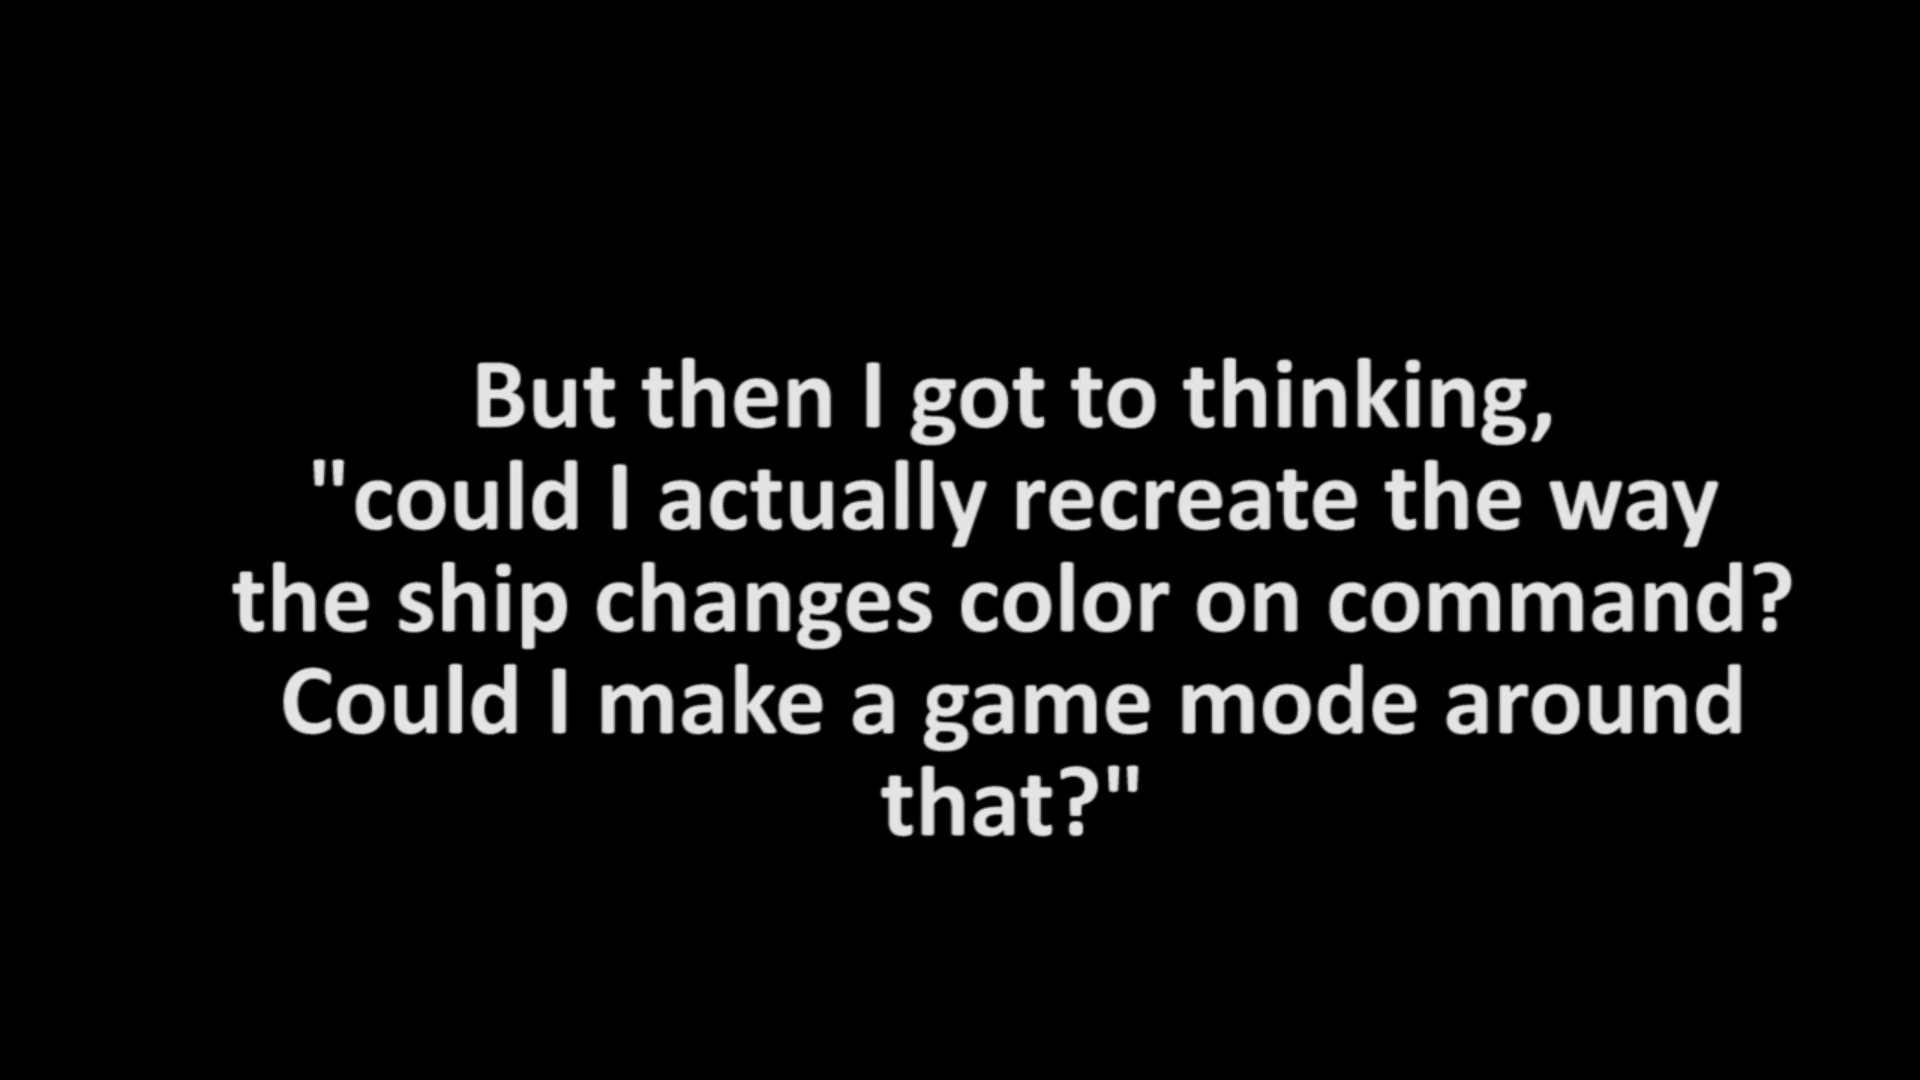 But then I got to thinking,
"could I actually recreate the way
the ship changes color on command?
Could I make a game mode around
that?"